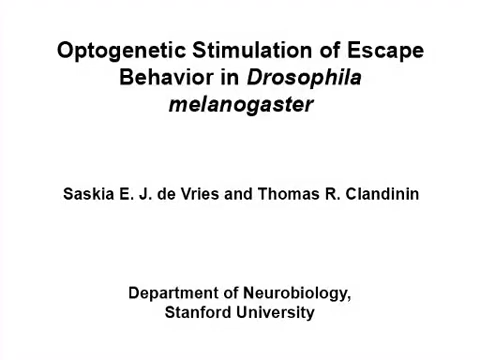 Optogenetic Stimulation of Escape
Behavior in Drosophila
melanogaster
Saskia E. J. de Vries and Thomas R. Clandinin
Department of Neurobiology,
Stanford University